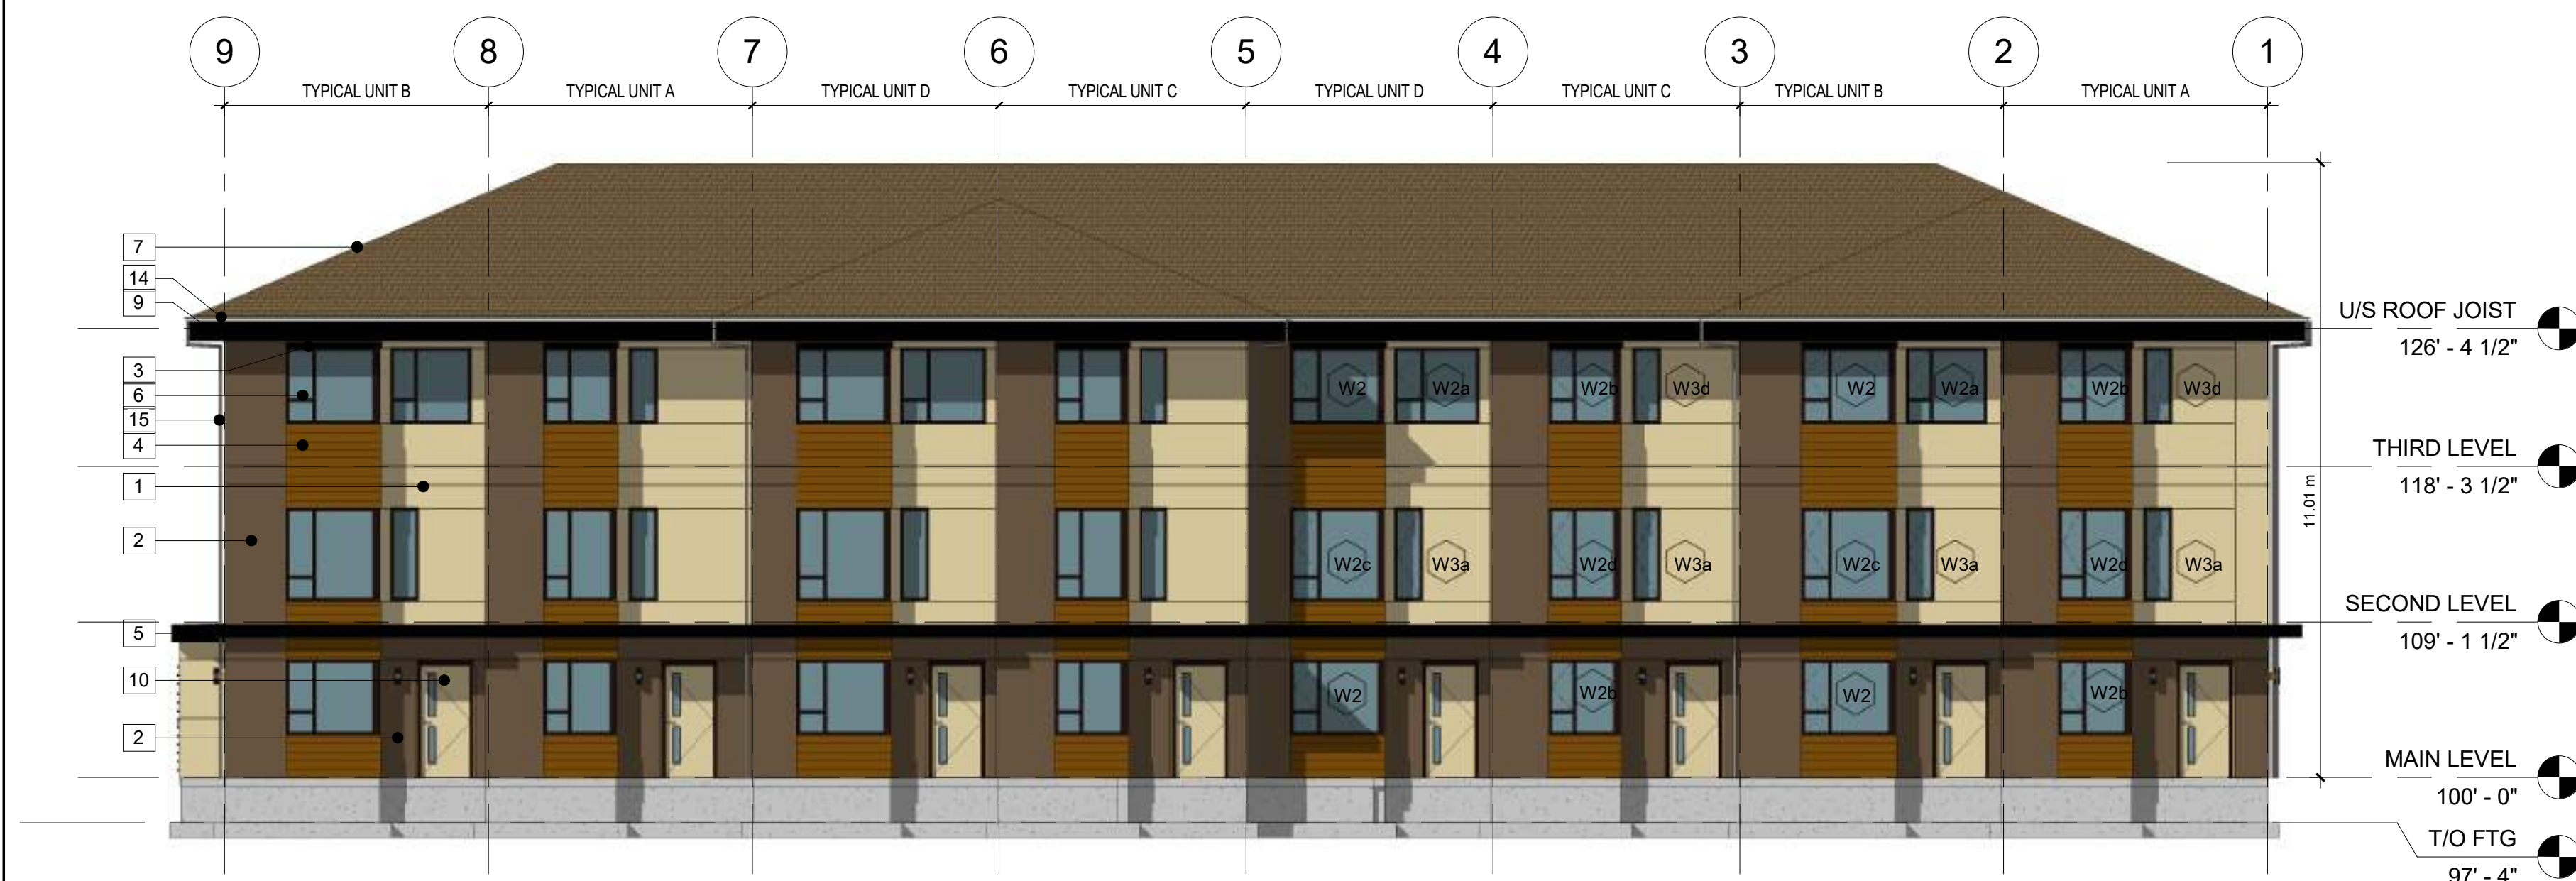 9 8 7 6 5 4 3 2 1
TYPICAL UNIT B TYPICAL UNIT A TYPICAL UNIT D TYPICAL UNIT C TYPICAL UNIT D TYPICAL UNIT C TYPICAL UNIT B TYPICAL UNIT A
7
14
9
U/S ROOF JOIST
126' - 4 1/2"
3
6
W2 W2a W2b W3d W2 W2a W2b W3d
15
4
THIRD LEVEL
118' - 3 1/2"
1
11.01 m
2
W2c W3a W2d W3a W2c W3a W2d W3a
SECOND LEVEL
109' - 1 1/2"
5
10
W2 W2b W2 W2b
2
MAIN LEVEL
100' - 0"
T/O FTG
97' - 4"